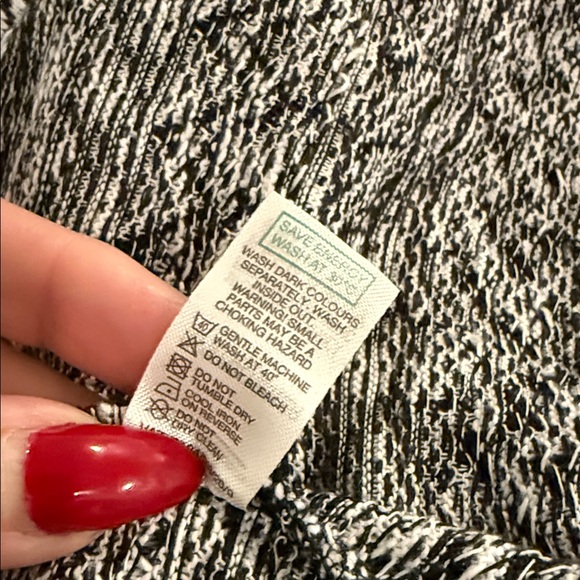 SAVE ENERGY
WASH AT 30°C
WASH DARK COLOURS
SEPARATELY. WASH
INSIDE OUT.
WARNING! SMALL
PARTS MAY BE A
CHOKING HAZARD
40 GENTLE MACHINE
WASH AT 40°
DO NOT BLEACH
DO NOT
TUMBLE DRY
COOL IRON
ON REVERSE
DO NOT
DRY CLEAN